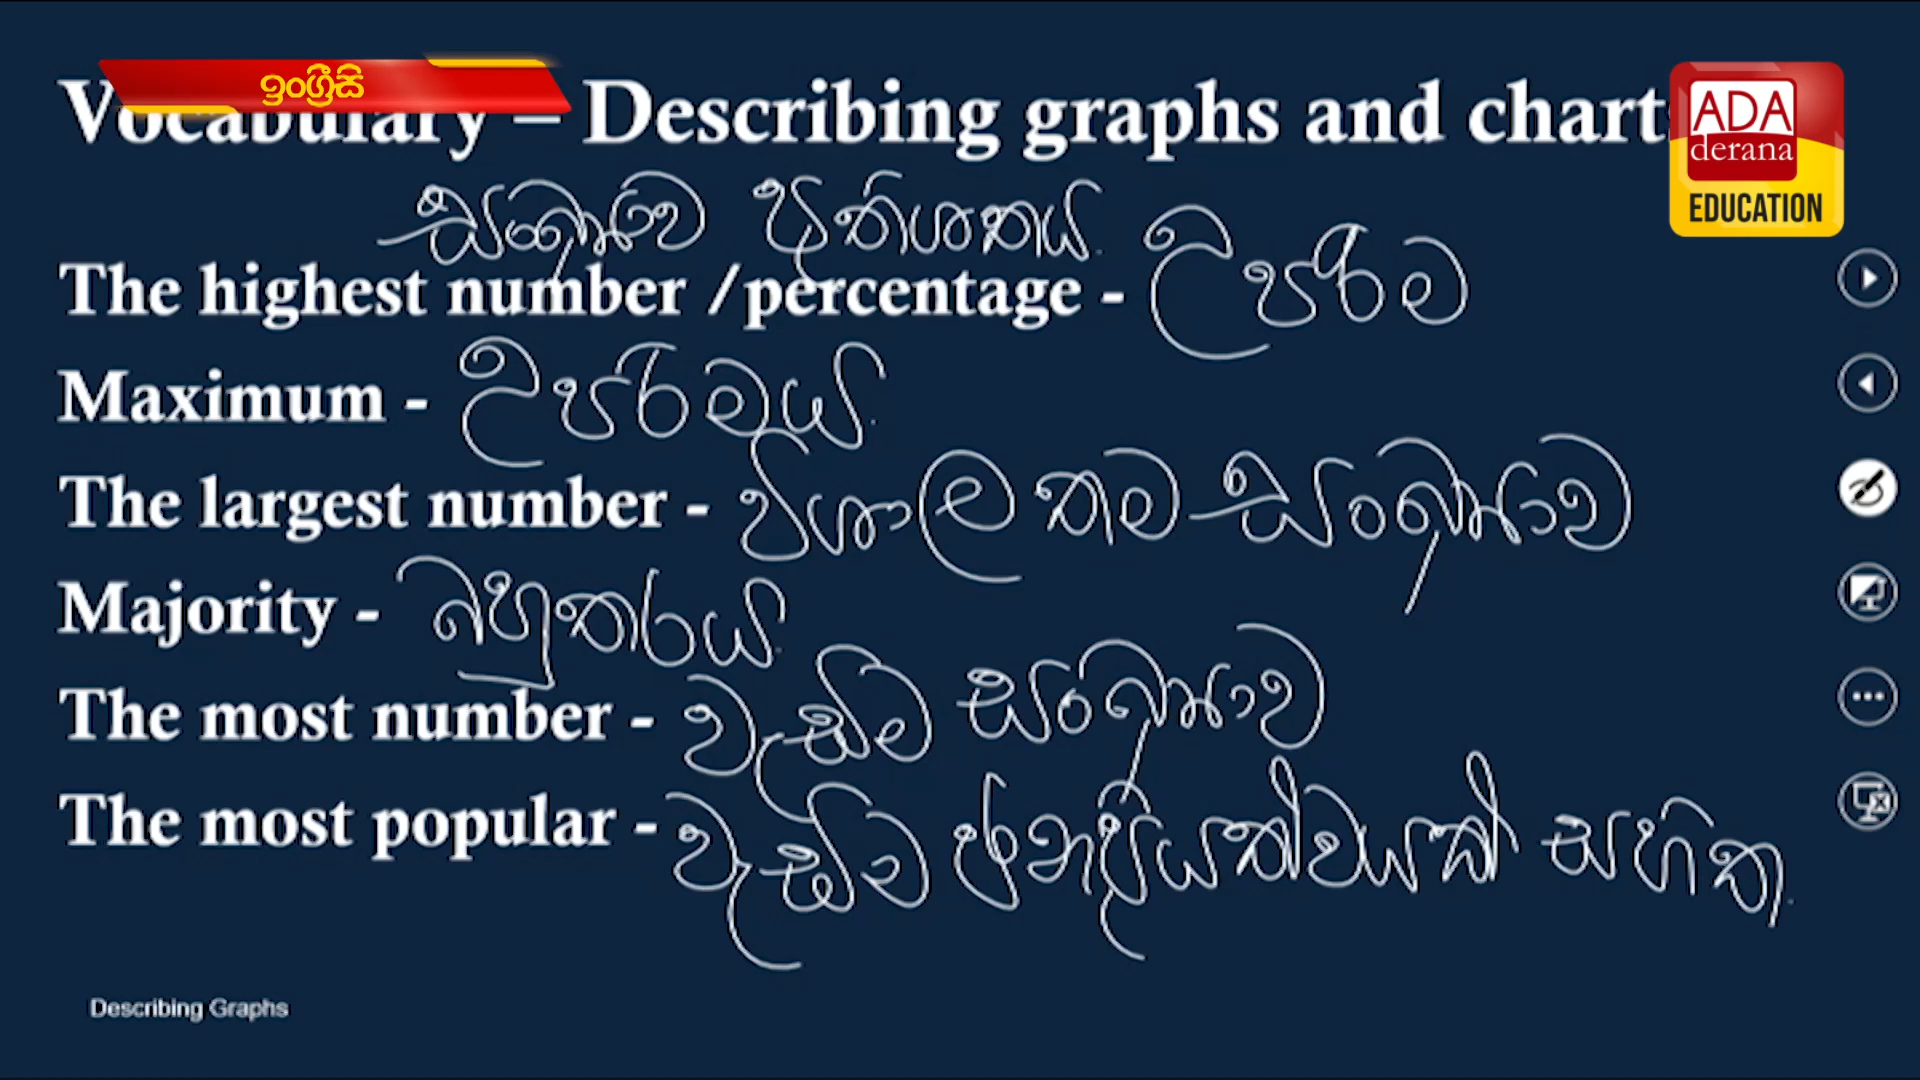 ඉංග්‍රීසි
Vocabulary – Describing graphs and charts
ADA
derana
EDUCATION
සංඛ්‍යාව ප්‍රතිශතය
The highest number /percentage - උපරිම
Maximum - උපරිමය
The largest number - විශාලතම සංඛ්‍යාව
Majority - බහුතරය
The most number - වැඩිම සංඛ්‍යාව
The most popular - වැඩිම ජනප්‍රියත්වයක් සහිත
Describing Graphs